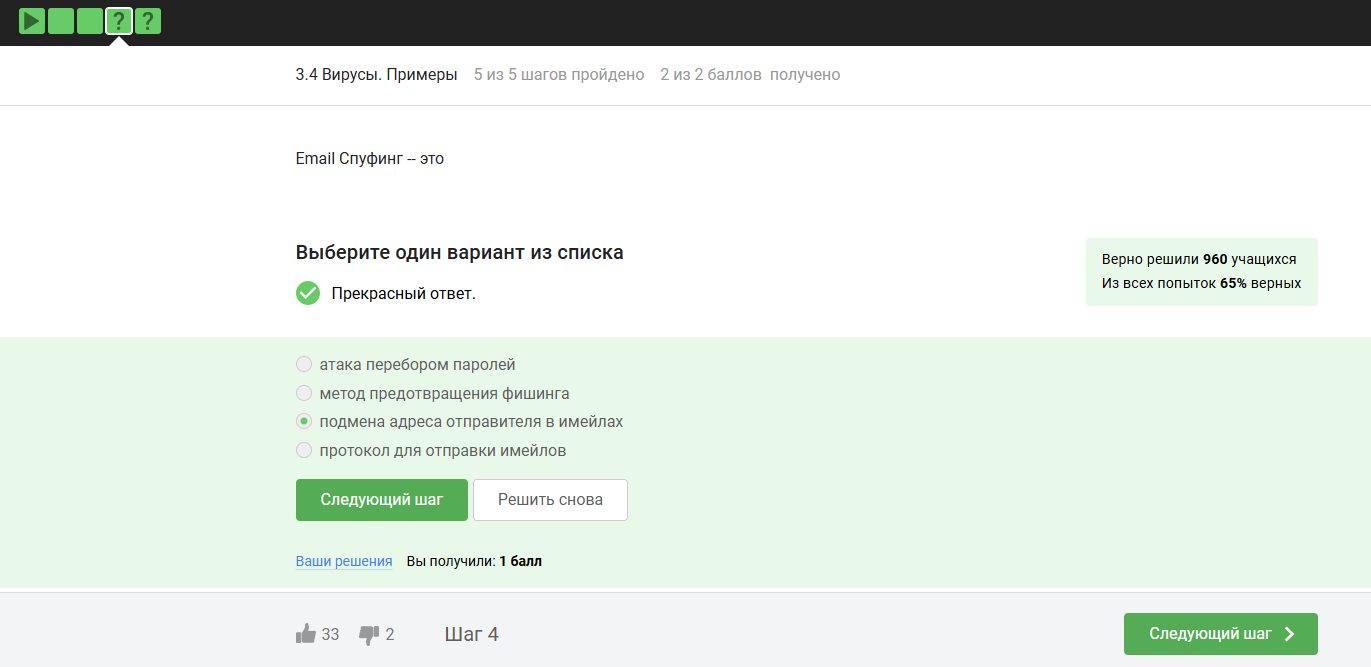 ? ?
3.4 Вирусы. Примеры 5 из 5 шагов пройдено 2 из 2 баллов получено
Email Спуфинг -- это
Выберите один вариант из списка
Прекрасный ответ.
Верно решили 960 учащихся
Из всех попыток 65% верных
атака перебором паролей
метод предотвращения фишинга
подмена адреса отправителя в имейлах
протокол для отправки имейлов
Следующий шаг Решить снова
Ваши решения Вы получили: 1 балл
33 2 Шаг 4 Следующий шаг